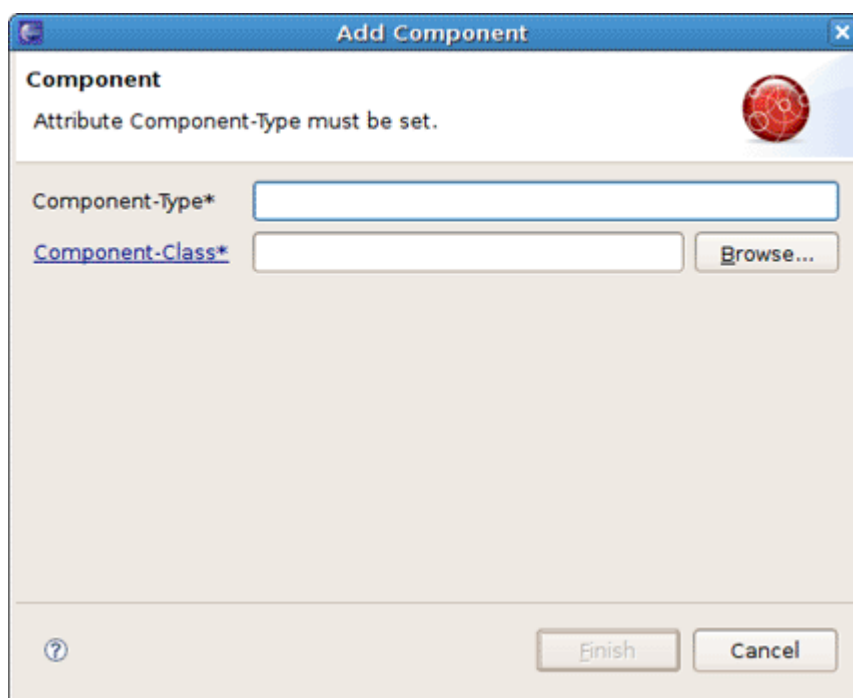 Add Component
Component
Attribute Component-Type must be set.
Component-Type*
Component-Class*
Browse...
?
Finish
Cancel